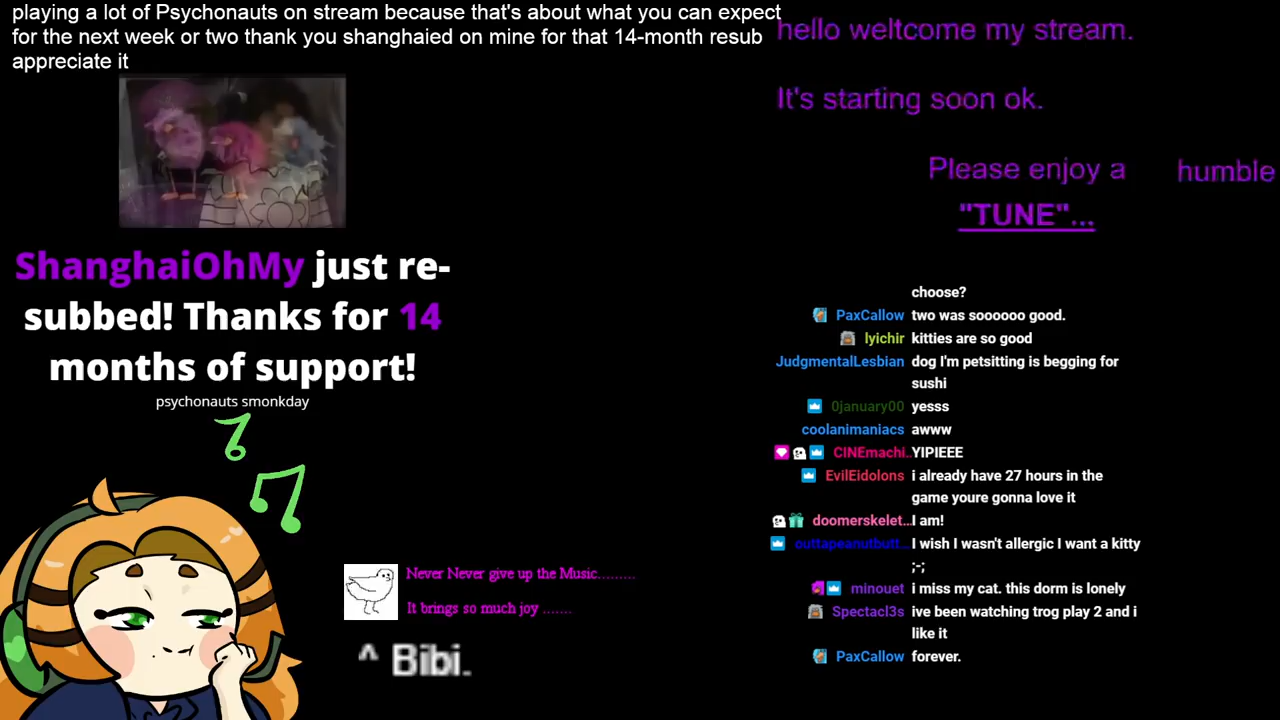 playing a lot of Psychonauts on stream because that's about what you can expect
for the next week or two thank you shanghaied on mine for that 14-month resub
appreciate it
hello weltcome my stream.
It's starting soon ok.
Please enjoy a humble
"TUNE"...
ShanghaiOhMy just re-
subbed! Thanks for 14
months of support!
psychonauts smonkday
choose?
PaxCallow two was soooooo good.
lyichir kitties are so good
JudgmentalLesbian dog I'm petsitting is begging for
sushi
0january00 yesss
coolanimaniacs awww
CINEmachi... YIPIEEE
EvilEidolons i already have 27 hours in the
game youre gonna love it
doomerskelet... I am!
outtapeanutbutt... I wish I wasn't allergic I want a kitty
;-;
minouet i miss my cat. this dorm is lonely
Spectacl3s ive been watching trog play 2 and i
like it
PaxCallow forever.
Never Never give up the Music.........
It brings so much joy .......
^ Bibi.